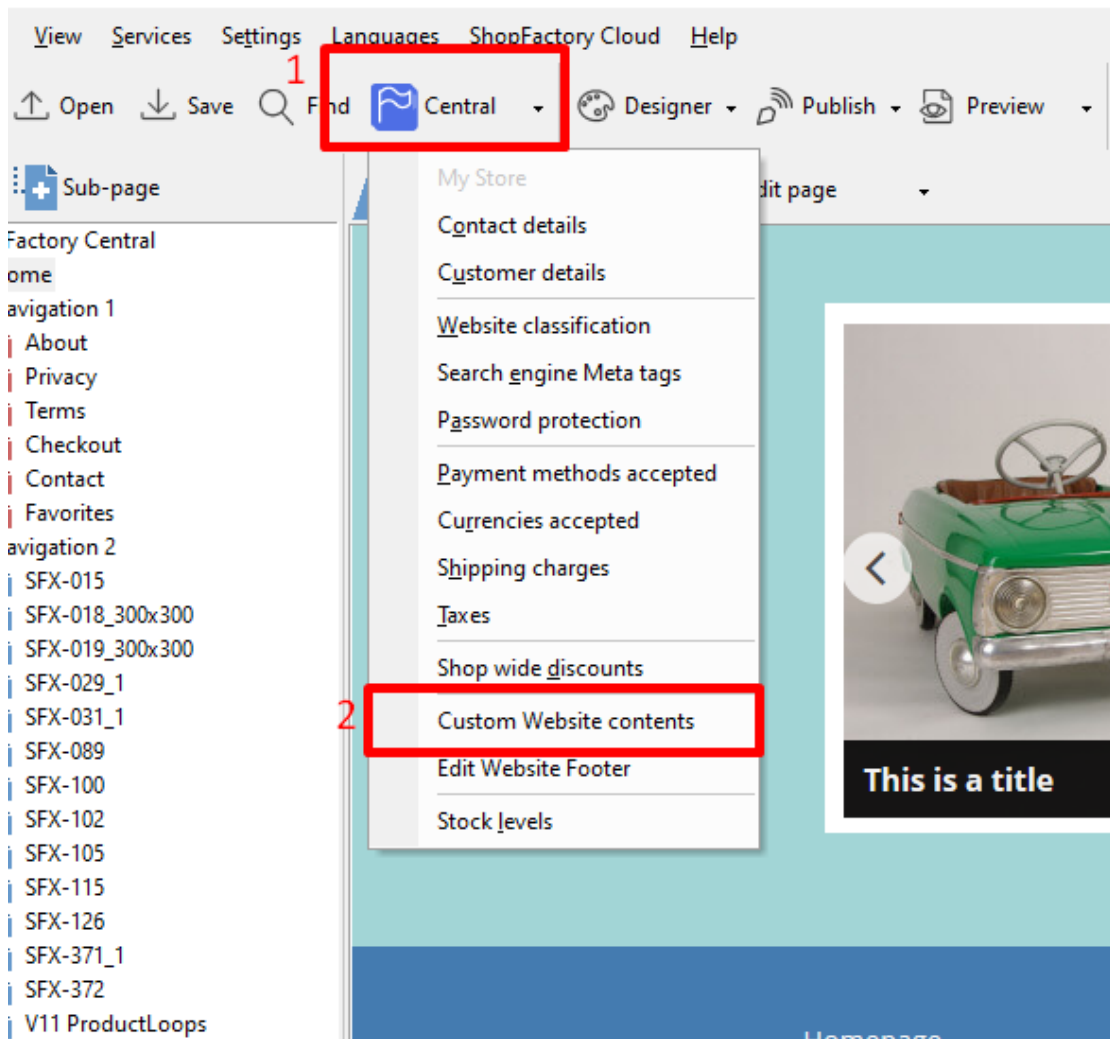 View Services Settings Languages ShopFactory Cloud Help
1
Open Save Find Central Designer Publish Preview
Sub-page
dit page
My Store
Contact details
Customer details
Website classification
Search engine Meta tags
Password protection
Payment methods accepted
Currencies accepted
Shipping charges
Taxes
Shop wide discounts
2
Custom Website contents
Edit Website Footer
Stock levels
Factory Central
ome
avigation 1
About
Privacy
Terms
Checkout
Contact
Favorites
avigation 2
SFX-015
SFX-018_300x300
SFX-019_300x300
SFX-029_1
SFX-031_1
SFX-089
SFX-100
SFX-102
SFX-105
SFX-115
SFX-126
SFX-371_1
SFX-372
V11 ProductLoops
This is a title
Homepage